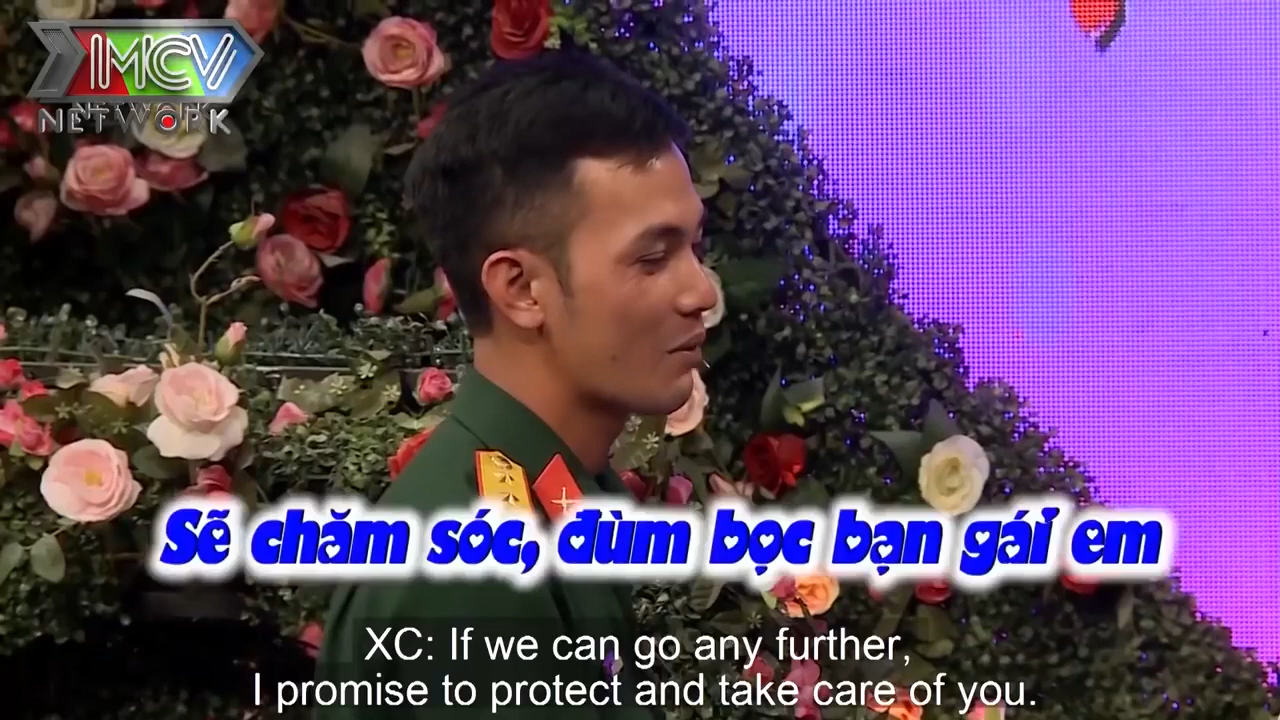 MCV
NETWORK
Sẽ chăm sóc, đùm bọc bạn gái em
XC: If we can go any further,
I promise to protect and take care of you.